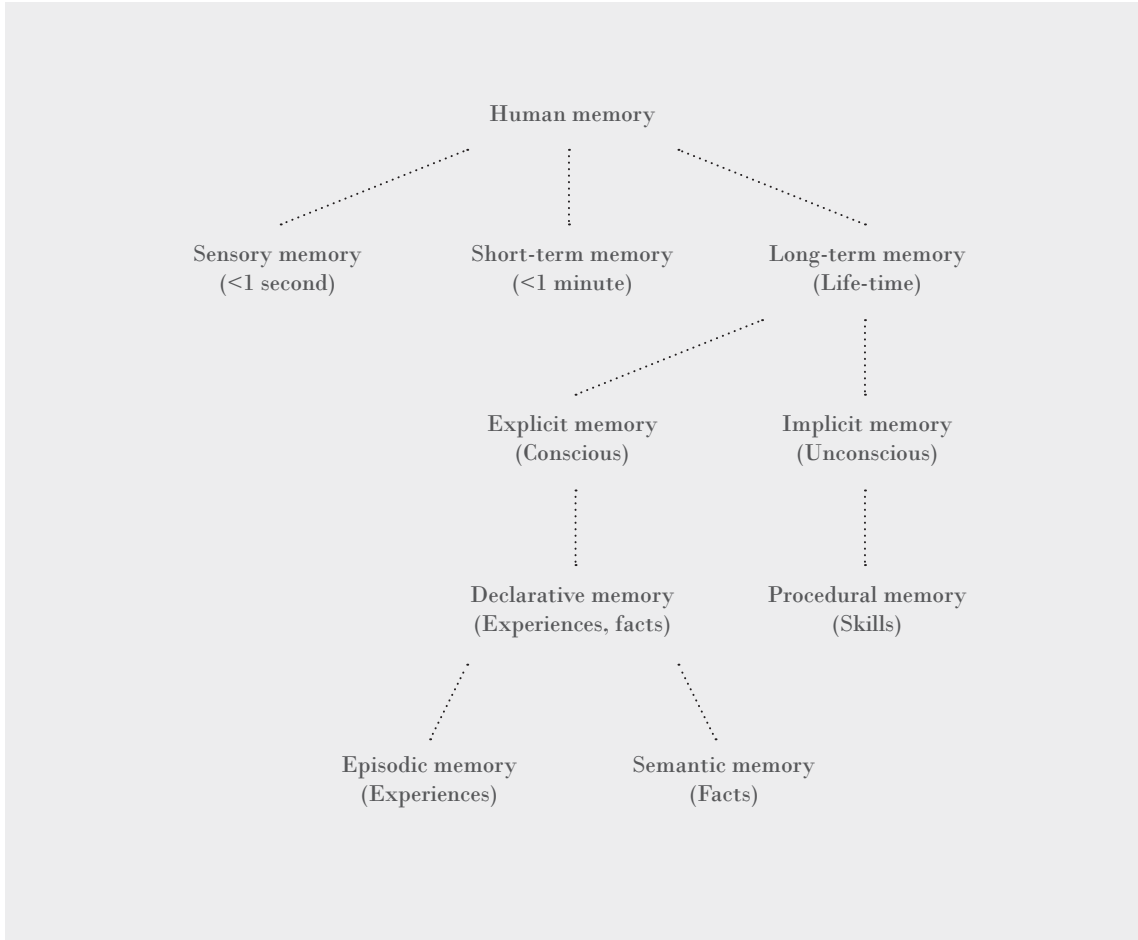 Human memory
Sensory memory
(<1 second)
Short-term memory
(<1 minute)
Long-term memory
(Life-time)
Explicit memory
(Conscious)
Implicit memory
(Unconscious)
Declarative memory
(Experiences, facts)
Procedural memory
(Skills)
Episodic memory
(Experiences)
Semantic memory
(Facts)